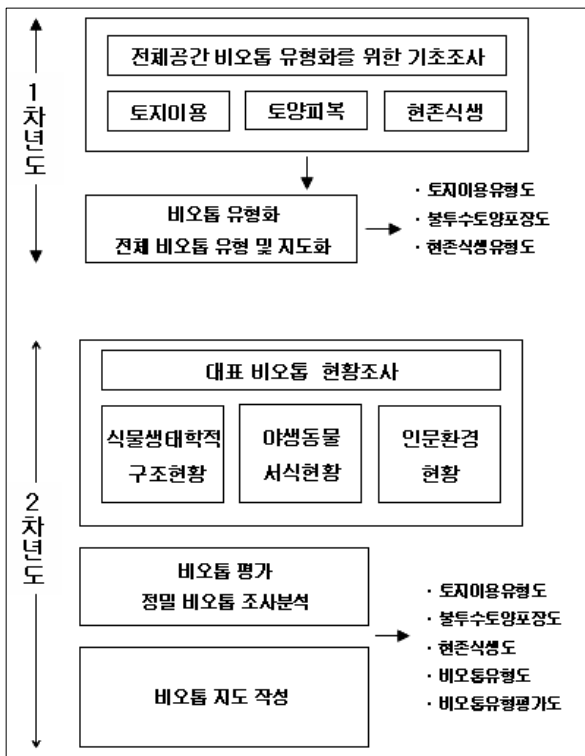 1차년도
전체공간 비오톱 유형화를 위한 기초조사
토지이용
토양피복
현존식생
비오톱 유형화
전체 비오톱 유형 및 지도화
· 토지이용유형도
· 불투수토양포장도
· 현존식생유형도
2차년도
대표 비오톱 현황조사
식물생태학적
구조현황
야생동물
서식현황
인문환경
현황
비오톱 평가
정밀 비오톱 조사분석
비오톱 지도 작성
· 토지이용유형도
· 불투수토양포장도
· 현존식생도
· 비오톱유형도
· 비오톱유형평가도